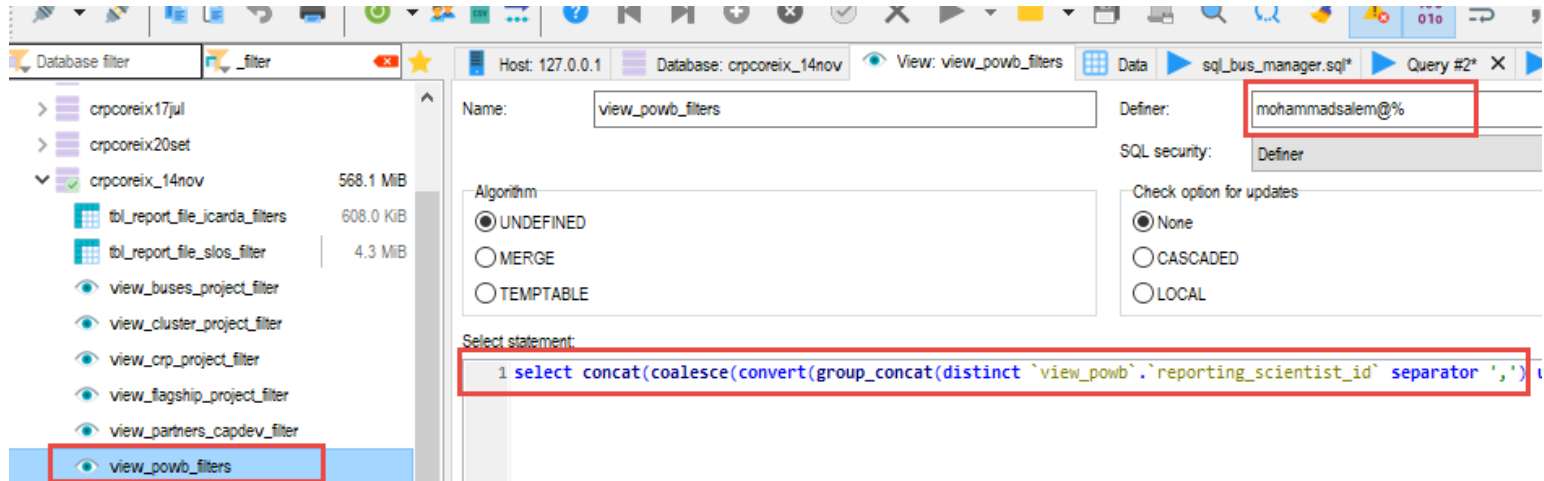 CSV
010
Database filter
_filter
Host: 127.0.0.1
Database: crpcoreix_14nov
View: view_powb_filters
Data
sql_bus_manager.sql*
Query #2*
crpcoreix17jul
crpcoreix20set
crpcoreix_14nov 568.1 MiB
tbl_report_file_icarda_filters 608.0 KiB
tbl_report_file_slos_filter 4.3 MiB
view_buses_project_filter
view_cluster_project_filter
view_crp_project_filter
view_flagship_project_filter
view_partners_capdev_filter
view_powb_filters
Name: view_powb_filters
Definer: mohammadsalem@%
SQL security: Definer
Algorithm
UNDEFINED
MERGE
TEMPTABLE
Check option for updates
None
CASCADED
LOCAL
Select statement:
1 select concat(coalesce(convert(group_concat(distinct `view_powb`.`reporting_scientist_id` separator ',') u